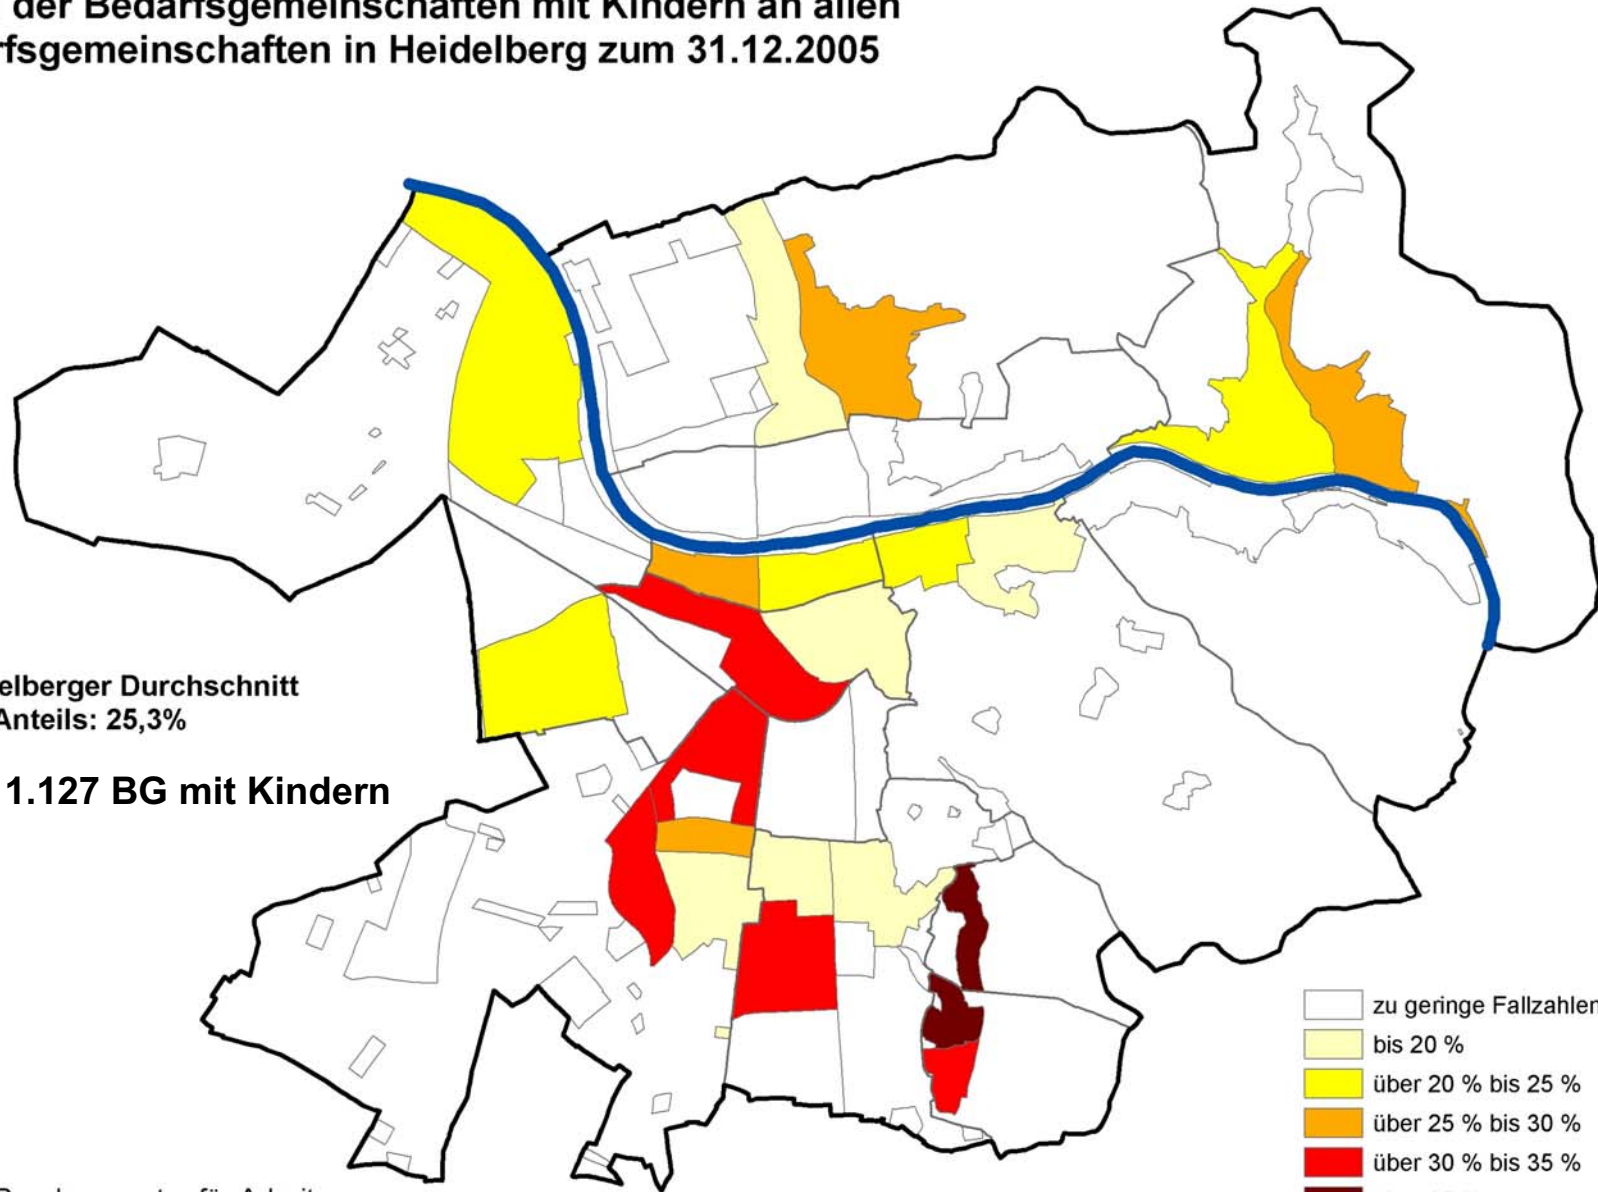 der Bedarfsgemeinschaften mit Kindern an allen
rfsgemeinschaften in Heidelberg zum 31.12.2005
elberger Durchschnitt
Anteils: 25,3%
1.127 BG mit Kindern
zu geringe Fallzahlen
bis 20 %
über 20 % bis 25 %
über 25 % bis 30 %
über 30 % bis 35 %